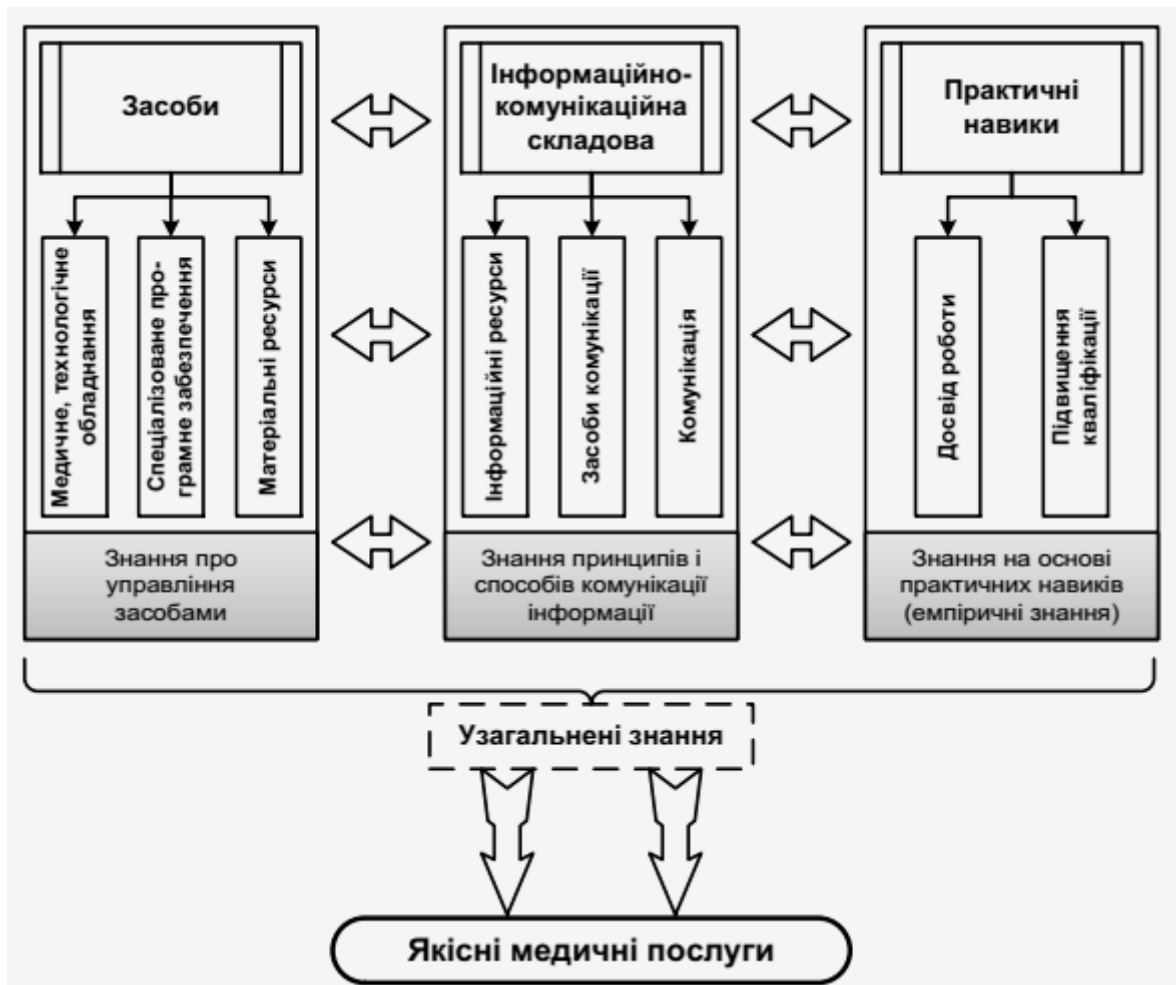 Засоби
Інформаційно-
комунікаційна
складова
Практичні
навики
Медичне, технологічне
обладнання
Спеціалізоване про-
грамне забезпечення
Матеріальні ресурси
Інформаційні ресурси
Засоби комунікації
Комунікація
Досвід роботи
Підвищення
кваліфікації
Знання про
управління
засобами
Знання принципів і
способів комунікації
інформації
Знання на основі
практичних навиків
(емпіричні знання)
Узагальнені знання
Якісні медичні послуги